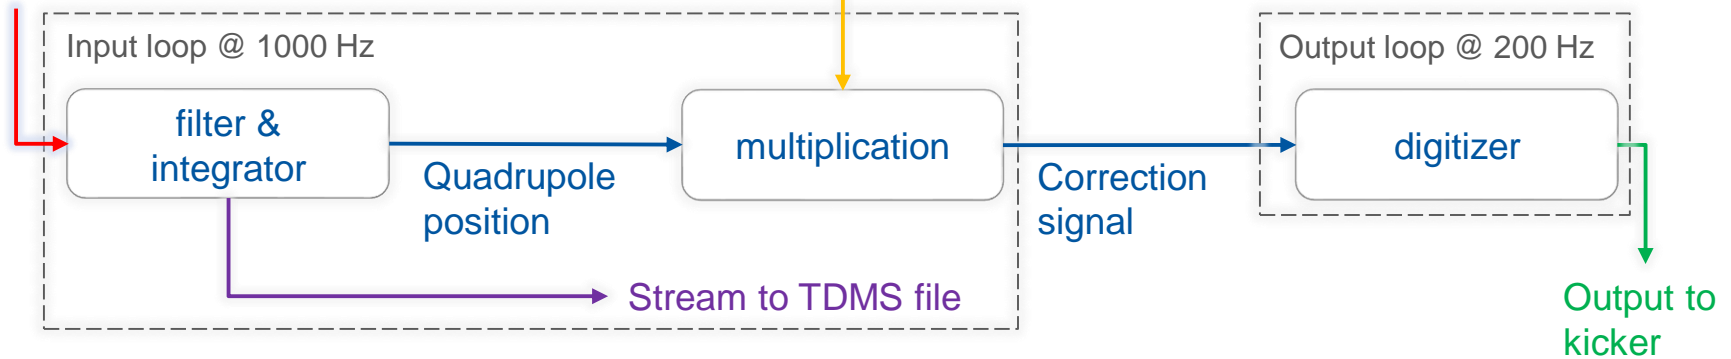 Input loop @ 1000 Hz
Output loop @ 200 Hz
filter &
integrator
Quadrupole
position
multiplication
Correction
signal
digitizer
Stream to TDMS file
Output to
kicker